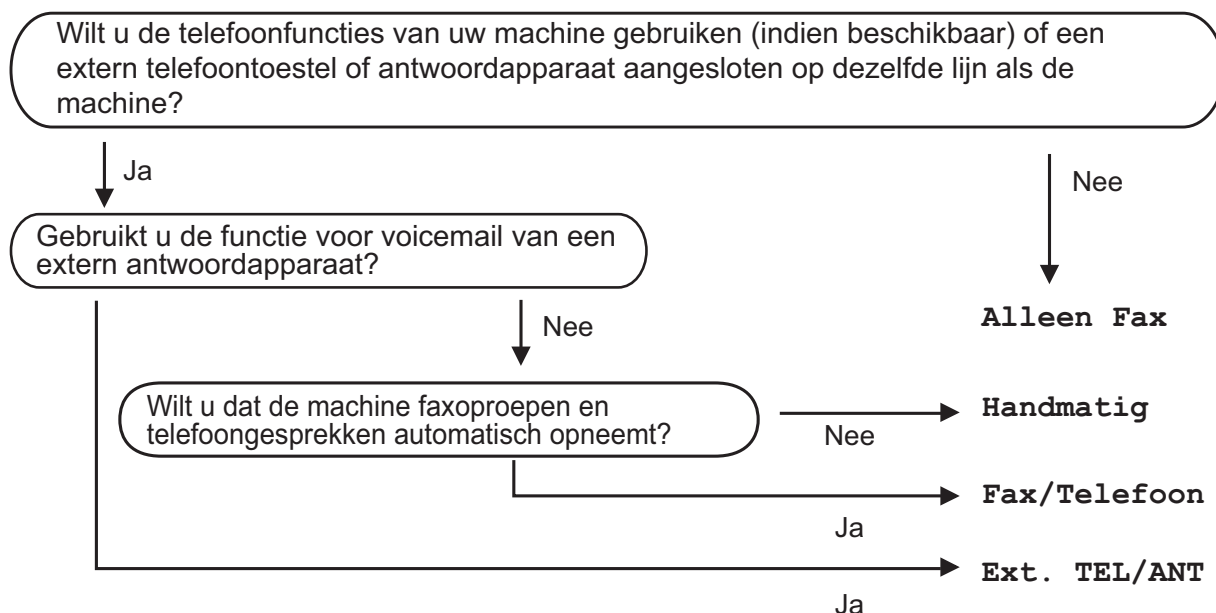 Wilt u de telefoonfuncties van uw machine gebruiken (indien beschikbaar) of een
extern telefoontoestel of antwoordapparaat aangesloten op dezelfde lijn als de
machine?
Ja
Nee
Gebruikt u de functie voor voicemail van een
extern antwoordapparaat?
Nee
Alleen Fax
Wilt u dat de machine faxoproepen en
telefoongesprekken automatisch opneemt?
Nee
Handmatig
Ja
Fax/Telefoon
Ja
Ext. TEL/ANT